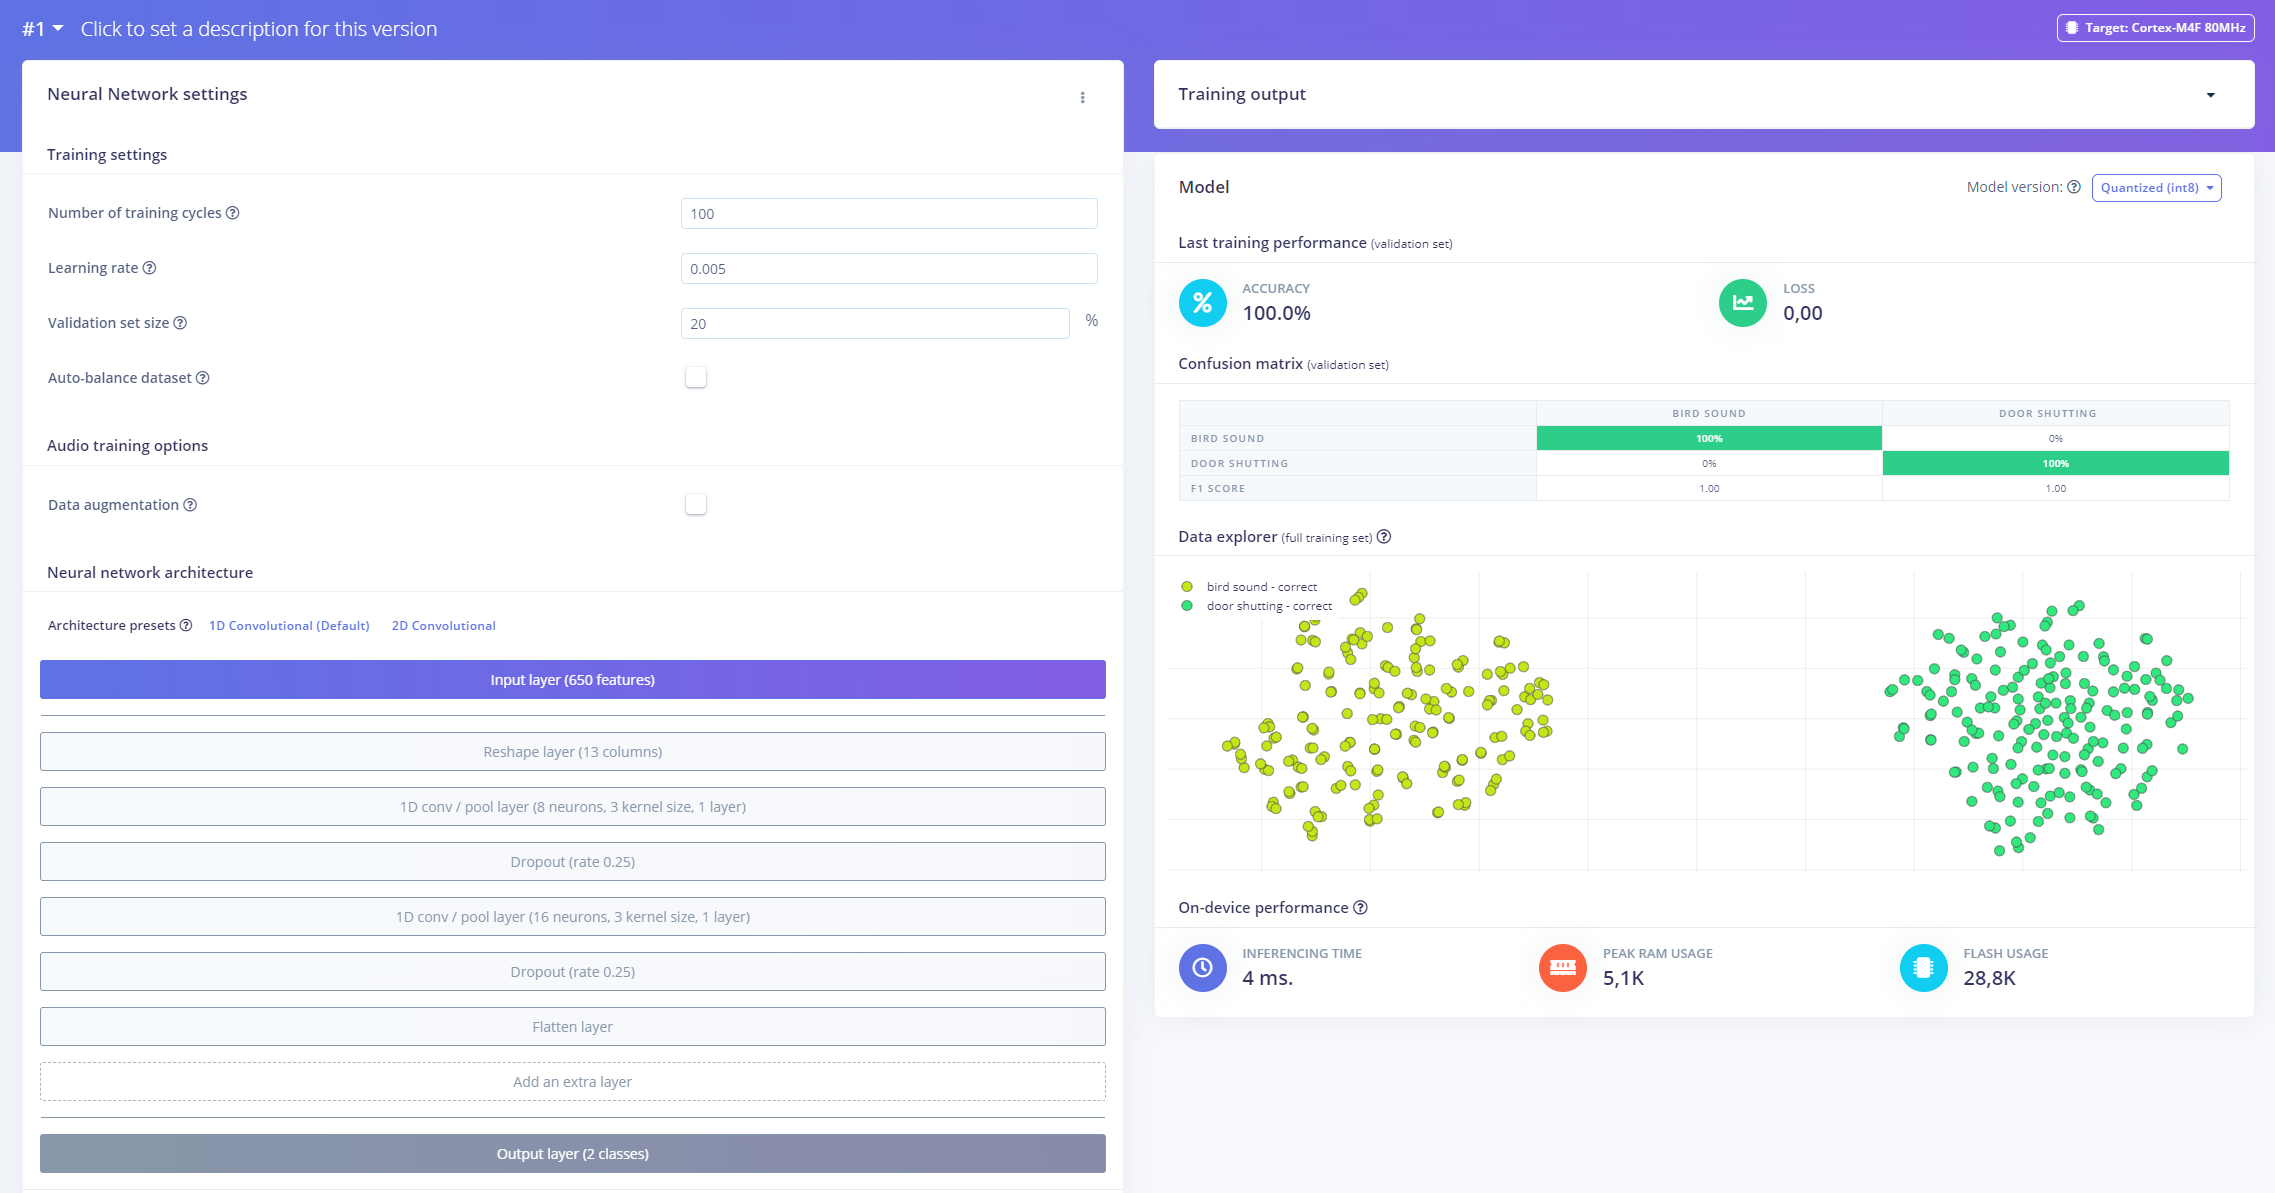 #1 Click to set a description for this version
Target: Cortex-M4F 80MHz
Neural Network settings
Training settings
Number of training cycles ?
100
Learning rate ?
0.005
Validation set size ?
20 %
Auto-balance dataset ?
Audio training options
Data augmentation ?
Neural network architecture
Architecture presets ? 1D Convolutional (Default) 2D Convolutional
Input layer (650 features)
Reshape layer (13 columns)
1D conv / pool layer (8 neurons, 3 kernel size, 1 layer)
Dropout (rate 0.25)
1D conv / pool layer (16 neurons, 3 kernel size, 1 layer)
Dropout (rate 0.25)
Flatten layer
Add an extra layer
Output layer (2 classes)
Training output
Model
Model version: ? Quantized (int8)
Last training performance (validation set)
% ACCURACY
100.0%
LOSS
0,00
Confusion matrix (validation set)
BIRD SOUND DOOR SHUTTING
BIRD SOUND 100% 0%
DOOR SHUTTING 0% 100%
F1 SCORE 1.00 1.00
Data explorer (full training set) ?
bird sound - correct
door shutting - correct
On-device performance ?
INFERENCING TIME
4 ms.
PEAK RAM USAGE
5,1K
FLASH USAGE
28,8K